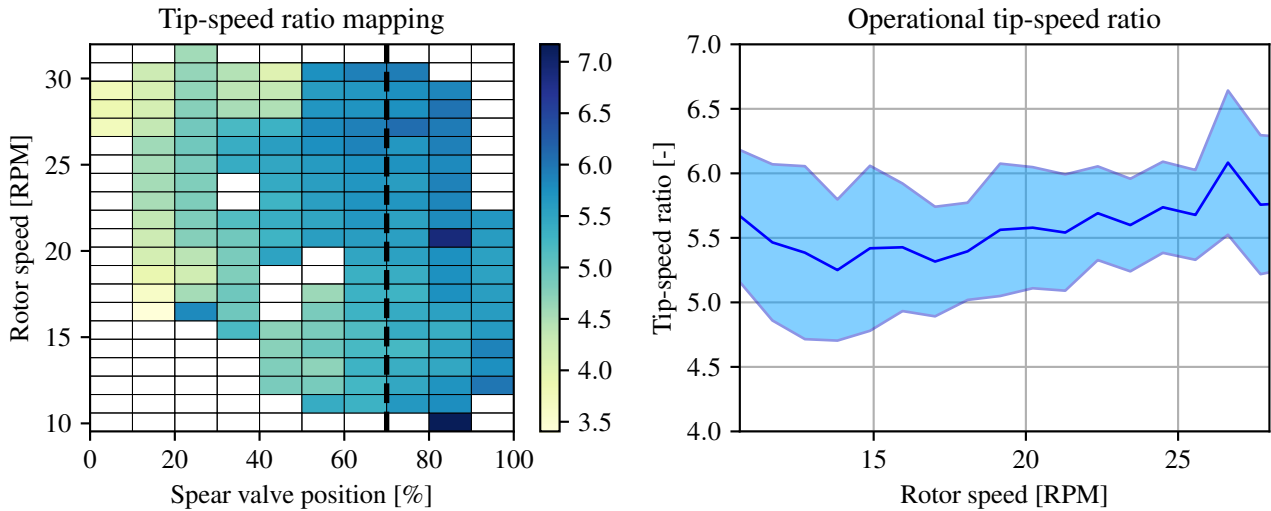 Tip-speed ratio mapping
Rotor speed [RPM]
30
25
20
15
10
0 20 40 60 80 100
Spear valve position [%]
7.0
6.5
6.0
5.5
5.0
4.5
4.0
3.5
Operational tip-speed ratio
Tip-speed ratio [-]
7.0
6.5
6.0
5.5
5.0
4.5
4.0
15 20 25
Rotor speed [RPM]